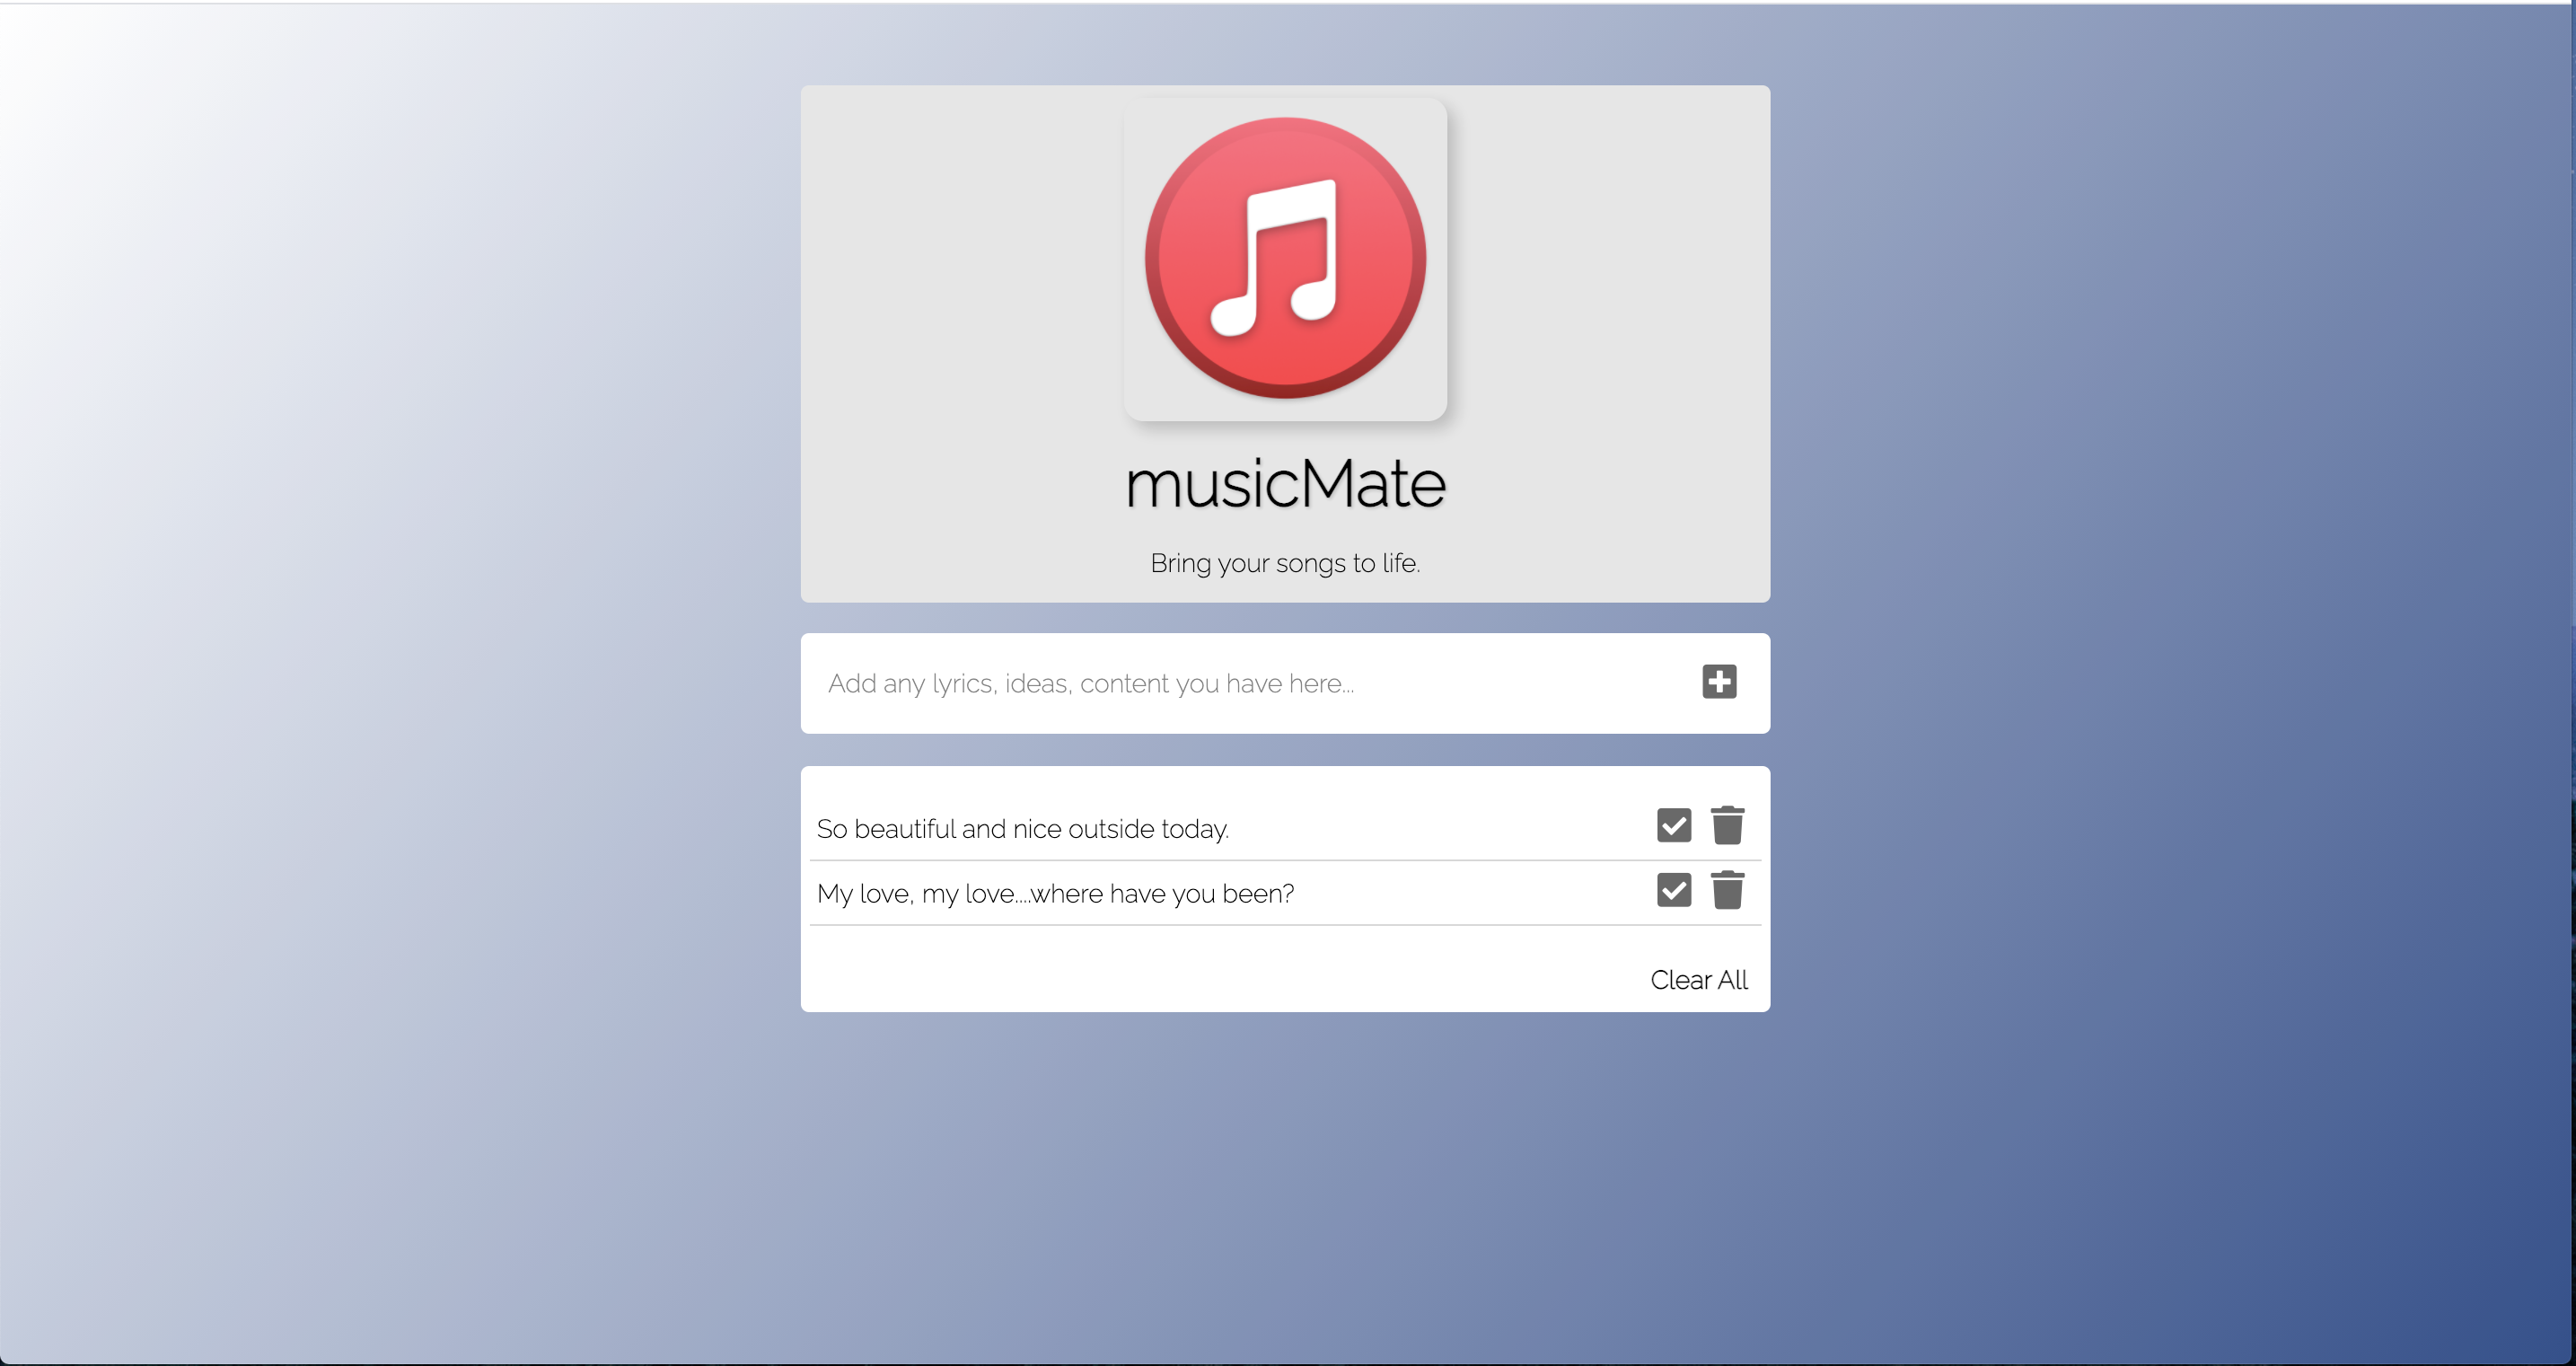 musicMate
Bring your songs to life.
Add any lyrics, ideas, content you have here...
So beautiful and nice outside today.
My love, my love....where have you been?
Clear All